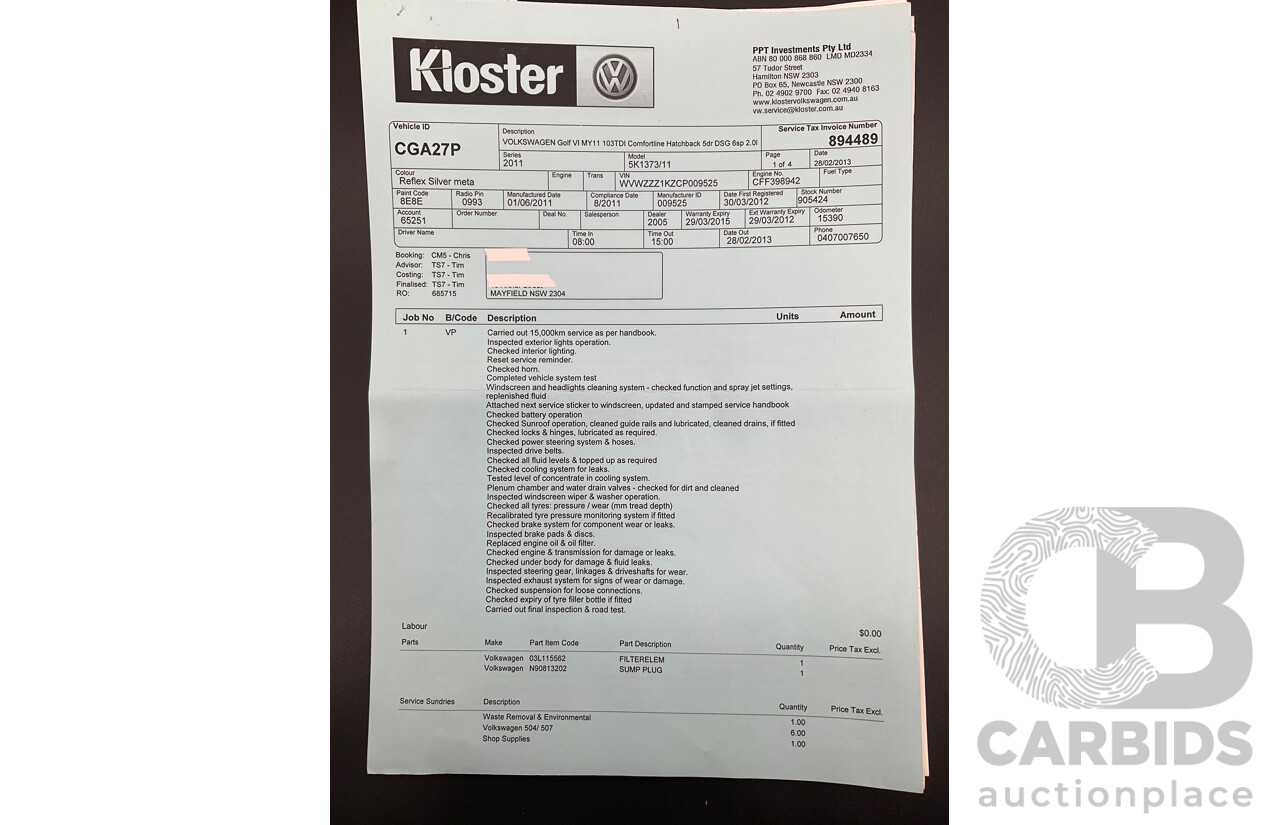 Kloster
PPT Investments Pty Ltd
ABN 80 000 868 860 LMD MD2334
57 Tudor Street
Hamilton NSW 2303
PO Box 65, Newcastle NSW 2300
Ph. 02 4902 9700 Fax: 02 4940 8163
www.klostervolkswagen.com.au
vw.service@kloster.com.au
Vehicle ID
CGA27P
Description
VOLKSWAGEN Golf VI MY11 103TDI Comfortline Hatchback 5dr DSG 6sp 2.0l
Service Tax Invoice Number
894489
Series
2011
Model
5K1373/11
Page
1 of 4
Date
28/02/2013
Colour
Reflex Silver meta
Engine
Trans
VIN
WVWZZZ1KZCP009525
Engine No.
CFF398942
Fuel Type
Paint Code
8E8E
Radio Pin
0993
Manufactured Date
01/06/2011
Compliance Date
8/2011
Manufacturer ID
009525
Date First Registered
30/03/2012
Stock Number
905424
Account
65251
Order Number
Deal No.
Salesperson
Dealer
2005
Warranty Expiry
29/03/2015
Ext Warranty Expiry
29/03/2012
Odometer
15390
Driver Name
Time In
08:00
Time Out
15:00
Date Out
28/02/2013
Phone
0407007650
Booking: CM5 - Chris
Advisor: TS7 - Tim
Costing: TS7 - Tim
Finalised: TS7 - Tim
RO: 685715
MAYFIELD NSW 2304
Job No B/Code Description Units Amount
1 VP Carried out 15,000km service as per handbook.
Inspected exterior lights operation.
Checked interior lighting.
Reset service reminder.
Checked horn.
Completed vehicle system test
Windscreen and headlights cleaning system - checked function and spray jet settings,
replenished fluid
Attached next service sticker to windscreen, updated and stamped service handbook
Checked battery operation
Checked Sunroof operation, cleaned guide rails and lubricated, cleaned drains, if fitted
Checked locks & hinges, lubricated as required.
Checked power steering system & hoses.
Inspected drive belts.
Checked all fluid levels & topped up as required
Checked cooling system for leaks.
Tested level of concentrate in cooling system.
Plenum chamber and water drain valves - checked for dirt and cleaned
Inspected windscreen wiper & washer operation.
Checked all tyres: pressure / wear (mm tread depth)
Recalibrated tyre pressure monitoring system if fitted
Checked brake system for component wear or leaks.
Inspected brake pads & discs.
Replaced engine oil & oil filter.
Checked engine & transmission for damage or leaks.
Checked under body for damage & fluid leaks.
Inspected steering gear, linkages & driveshafts for wear.
Inspected exhaust system for signs of wear or damage.
Checked suspension for loose connections.
Checked expiry of tyre filler bottle if fitted
Carried out final inspection & road test.
Labour $0.00
Parts Make Part Item Code Part Description Quantity Price Tax Excl.
Volkswagen 03L115562 FILTERELEM 1
Volkswagen N90813202 SUMP PLUG 1
Service Sundries Description Quantity Price Tax Excl.
Waste Removal & Environmental 1.00
Volkswagen 504/ 507 6.00
Shop Supplies 1.00
CB
CARBIDS
auctionplace